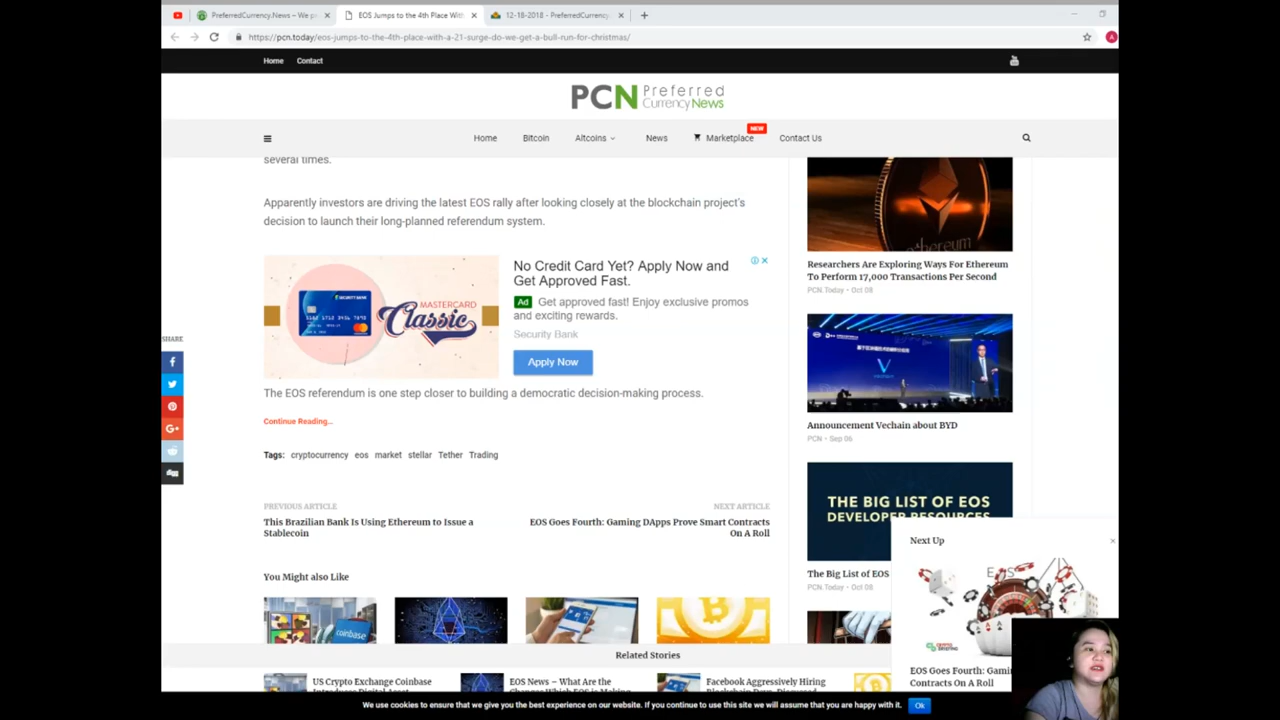 PreferredCurrency.News – We p
EOS Jumps to the 4th Place With
12-18-2018 - PreferredCurrency
https://pcn.today/eos-jumps-to-the-4th-place-with-a-21-surge-do-we-get-a-bull-run-for-christmas/
Home Contact
PCN Preferred
Currency News
Home Bitcoin Altcoins News Marketplace NEW Contact Us
several times.
Apparently investors are driving the latest EOS rally after looking closely at the blockchain project's
decision to launch their long-planned referendum system.
MASTERCARD
Classic
SECURITY BANK
No Credit Card Yet? Apply Now and
Get Approved Fast.
Ad Get approved fast! Enjoy exclusive promos
and exciting rewards.
Security Bank
Apply Now
SHARE
The EOS referendum is one step closer to building a democratic decision-making process.
Continue Reading...
Tags: cryptocurrency eos market stellar Tether Trading
PREVIOUS ARTICLE
This Brazilian Bank Is Using Ethereum to Issue a
Stablecoin
NEXT ARTICLE
EOS Goes Fourth: Gaming DApps Prove Smart Contracts
On A Roll
You Might also Like
coinbase
Researchers Are Exploring Ways For Ethereum
To Perform 17,000 Transactions Per Second
PCN.Today • Oct 08
Announcement Vechain about BYD
PCN • Sep 06
THE BIG LIST OF EOS
DEVELOPER RESOURCES
The Big List of EOS
PCN.Today • Oct 08
Next Up
EOS Goes Fourth: Gami
Contracts On A Roll
Related Stories
US Crypto Exchange Coinbase
Introduces Digital Asset
EOS News – What Are the
Changes Which EOS is Making
Facebook Aggressively Hiring
We use cookies to ensure that we give you the best experience on our website. If you continue to use this site we will assume that you are happy with it. Ok